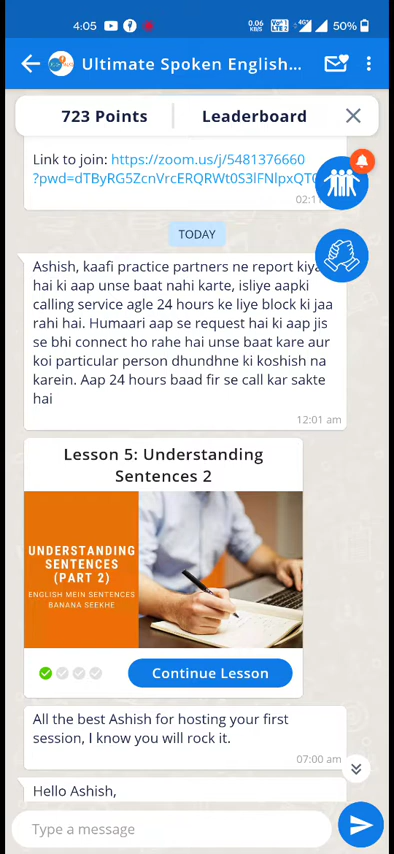 4:05
0.06 KB/S
4G
50%
Ultimate Spoken English...
723 Points
Leaderboard
Link to join: https://zoom.us/j/5481376660
TODAY
Ashish, kaafi practice partners ne report kiya
hai ki aap unse baat nahi karte, isliye aapki
calling service agle 24 hours ke liye block ki jaa
rahi hai. Humaari aap se request hai ki aap jis
se bhi connect ho rahe hai unse baat kare aur
koi particular person dhundhne ki koshish na
karein. Aap 24 hours baad fir se call kar sakte
hai
12:01 am
Lesson 5: Understanding
Sentences 2
UNDERSTANDING
SENTENCES
(PART 2)
ENGLISH MEIN SENTENCES
BANANA SEEKHE
Continue Lesson
All the best Ashish for hosting your first
session, I know you will rock it.
07:00 am
Hello Ashish,
Type a message